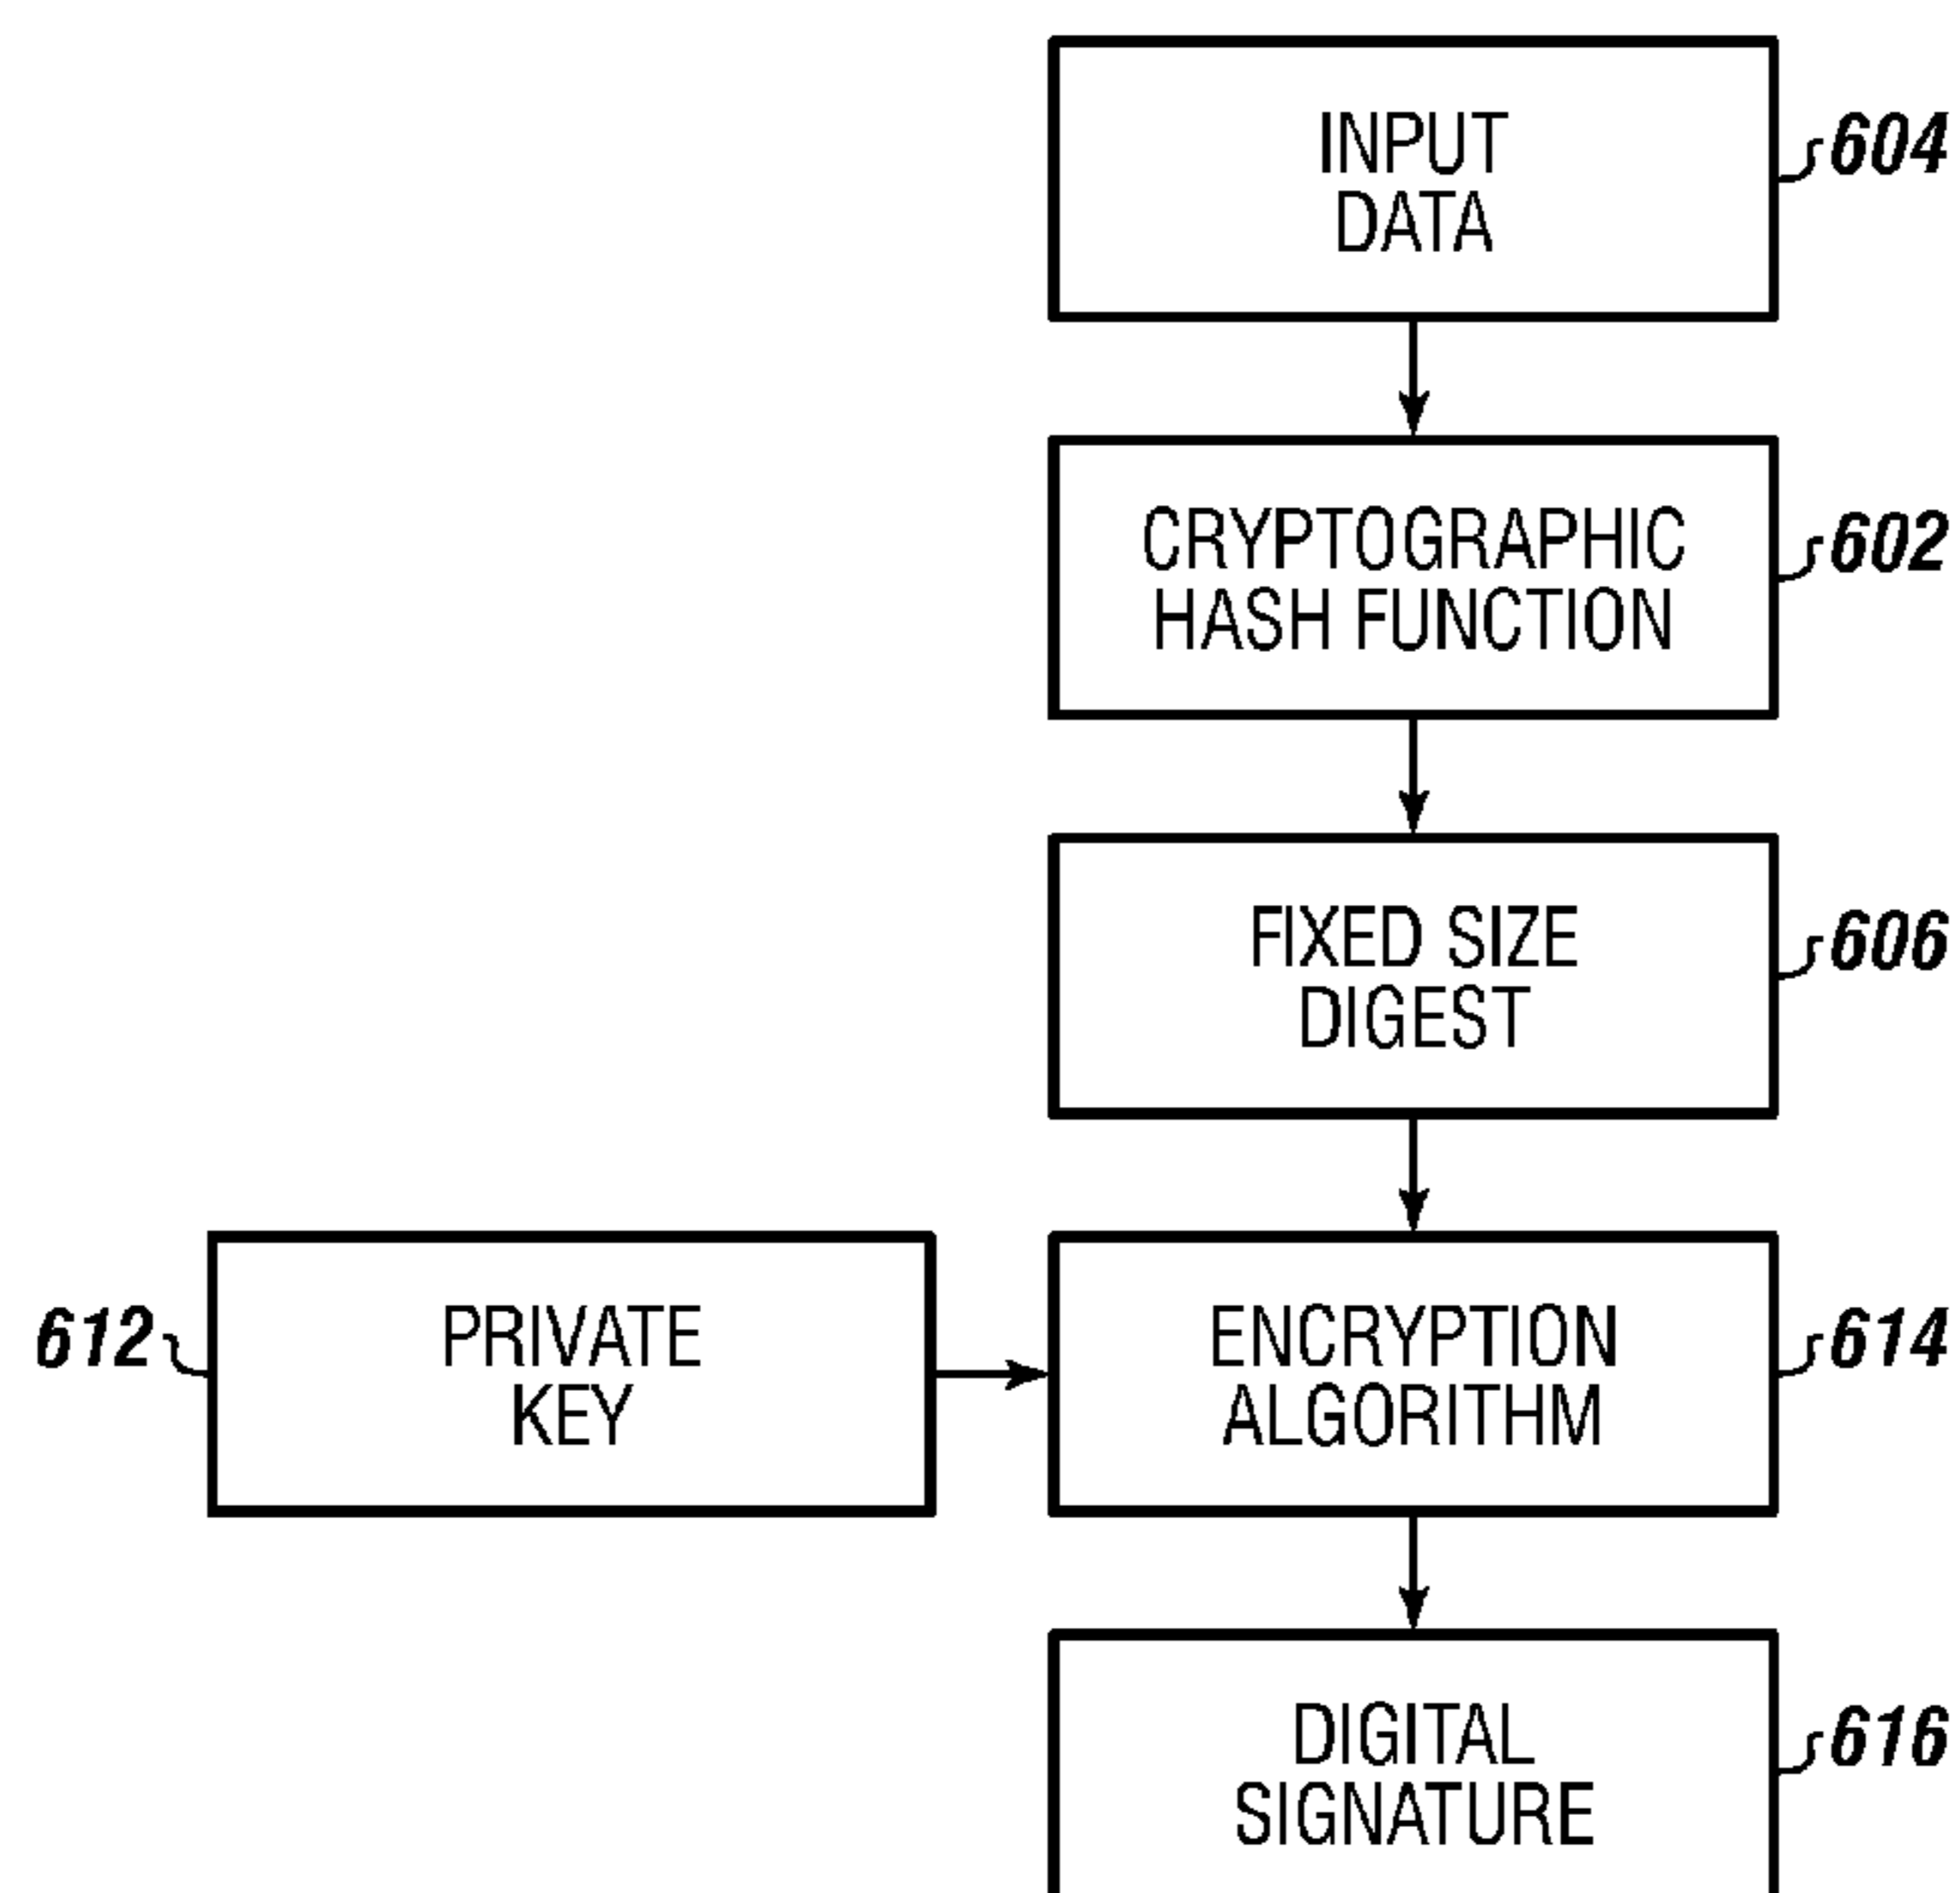 INPUT
DATA
604
CRYPTOGRAPHIC
HASH FUNCTION
602
FIXED SIZE
DIGEST
606
612
PRIVATE
KEY
ENCRYPTION
ALGORITHM
614
DIGITAL
SIGNATURE
616